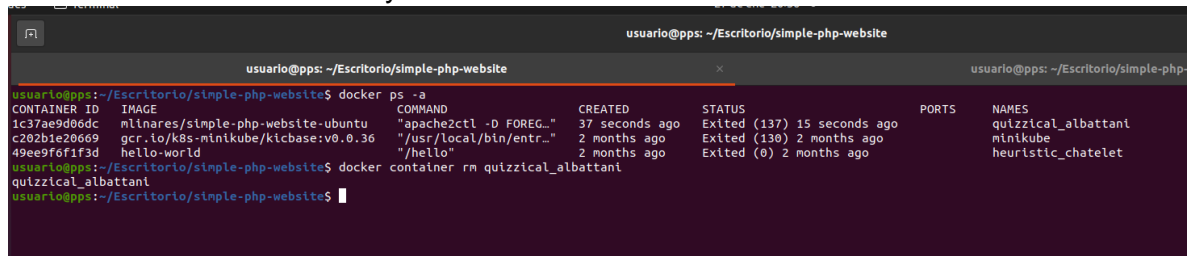 Terminal
usuario@pps: ~/Escritorio/simple-php-website
usuario@pps: ~/Escritorio/simple-php-website × usuario@pps: ~/Escritorio/simple-php-
usuario@pps:~/Escritorio/simple-php-website$ docker ps -a
CONTAINER ID IMAGE COMMAND CREATED STATUS PORTS NAMES
1c37ae9d06dc mlinares/simple-php-website-ubuntu "apache2ctl -D FOREG…" 37 seconds ago Exited (137) 15 seconds ago quizzical_albattani
c202b1e20669 gcr.io/k8s-minikube/kicbase:v0.0.36 "/usr/local/bin/entr…" 2 months ago Exited (130) 2 months ago minikube
49ee9f6f1f3d hello-world "/hello" 2 months ago Exited (0) 2 months ago heuristic_chatelet
usuario@pps:~/Escritorio/simple-php-website$ docker container rm quizzical_albattani
quizzical_albattani
usuario@pps:~/Escritorio/simple-php-website$